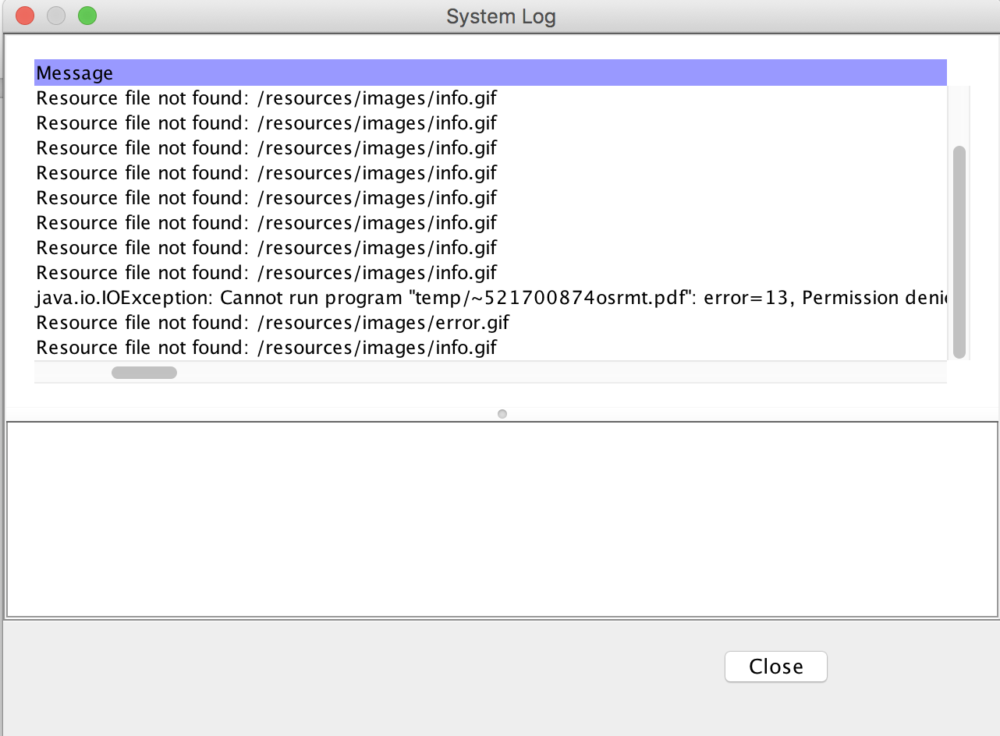 System Log
Message
Resource file not found: /resources/images/info.gif
Resource file not found: /resources/images/info.gif
Resource file not found: /resources/images/info.gif
Resource file not found: /resources/images/info.gif
Resource file not found: /resources/images/info.gif
Resource file not found: /resources/images/info.gif
Resource file not found: /resources/images/info.gif
Resource file not found: /resources/images/info.gif
java.io.IOException: Cannot run program "temp/~521700874osrmt.pdf": error=13, Permission
Resource file not found: /resources/images/error.gif
Resource file not found: /resources/images/info.gif
Close